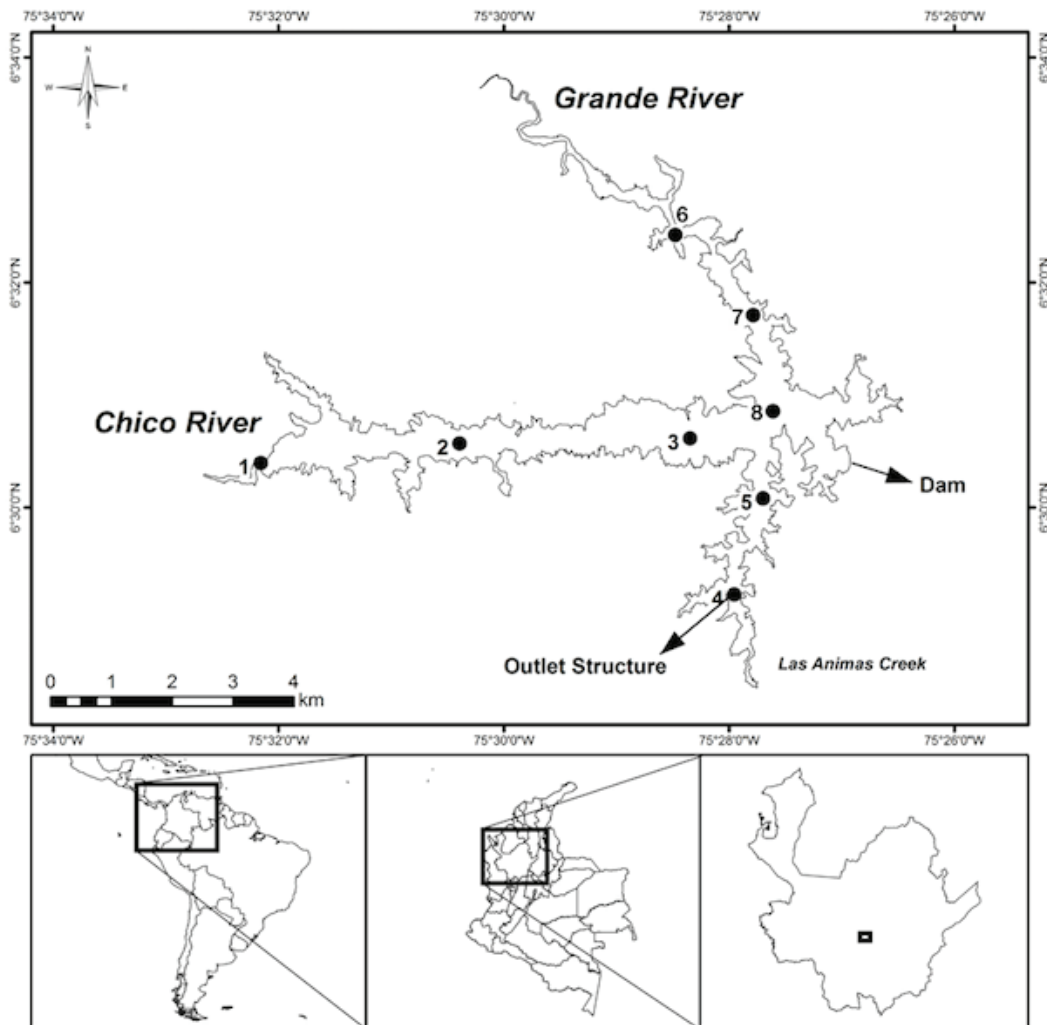 75°34'0"W 75°32'0"W 75°30'0"W 75°28'0"W 75°26'0"W
6°34'0"N 6°34'0"N
N
W E
S
Grande River
6
6°32'0"N 6°32'0"N
7
Chico River
8
3
2
1
Dam
5
6°30'0"N 6°30'0"N
4
Outlet Structure
Las Animas Creek
0 1 2 3 4
km
75°34'0"W 75°32'0"W 75°30'0"W 75°28'0"W 75°26'0"W